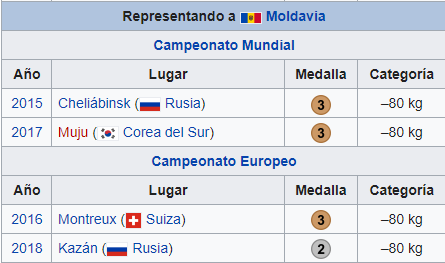 Representando a Moldavia
Campeonato Mundial
Año Lugar Medalla Categoría
2015 Cheliábinsk (Rusia) 3 –80 kg
2017 Muju (Corea del Sur) 3 –80 kg
Campeonato Europeo
Año Lugar Medalla Categoría
2016 Montreux (Suiza) 3 –80 kg
2018 Kazán (Rusia) 2 –80 kg